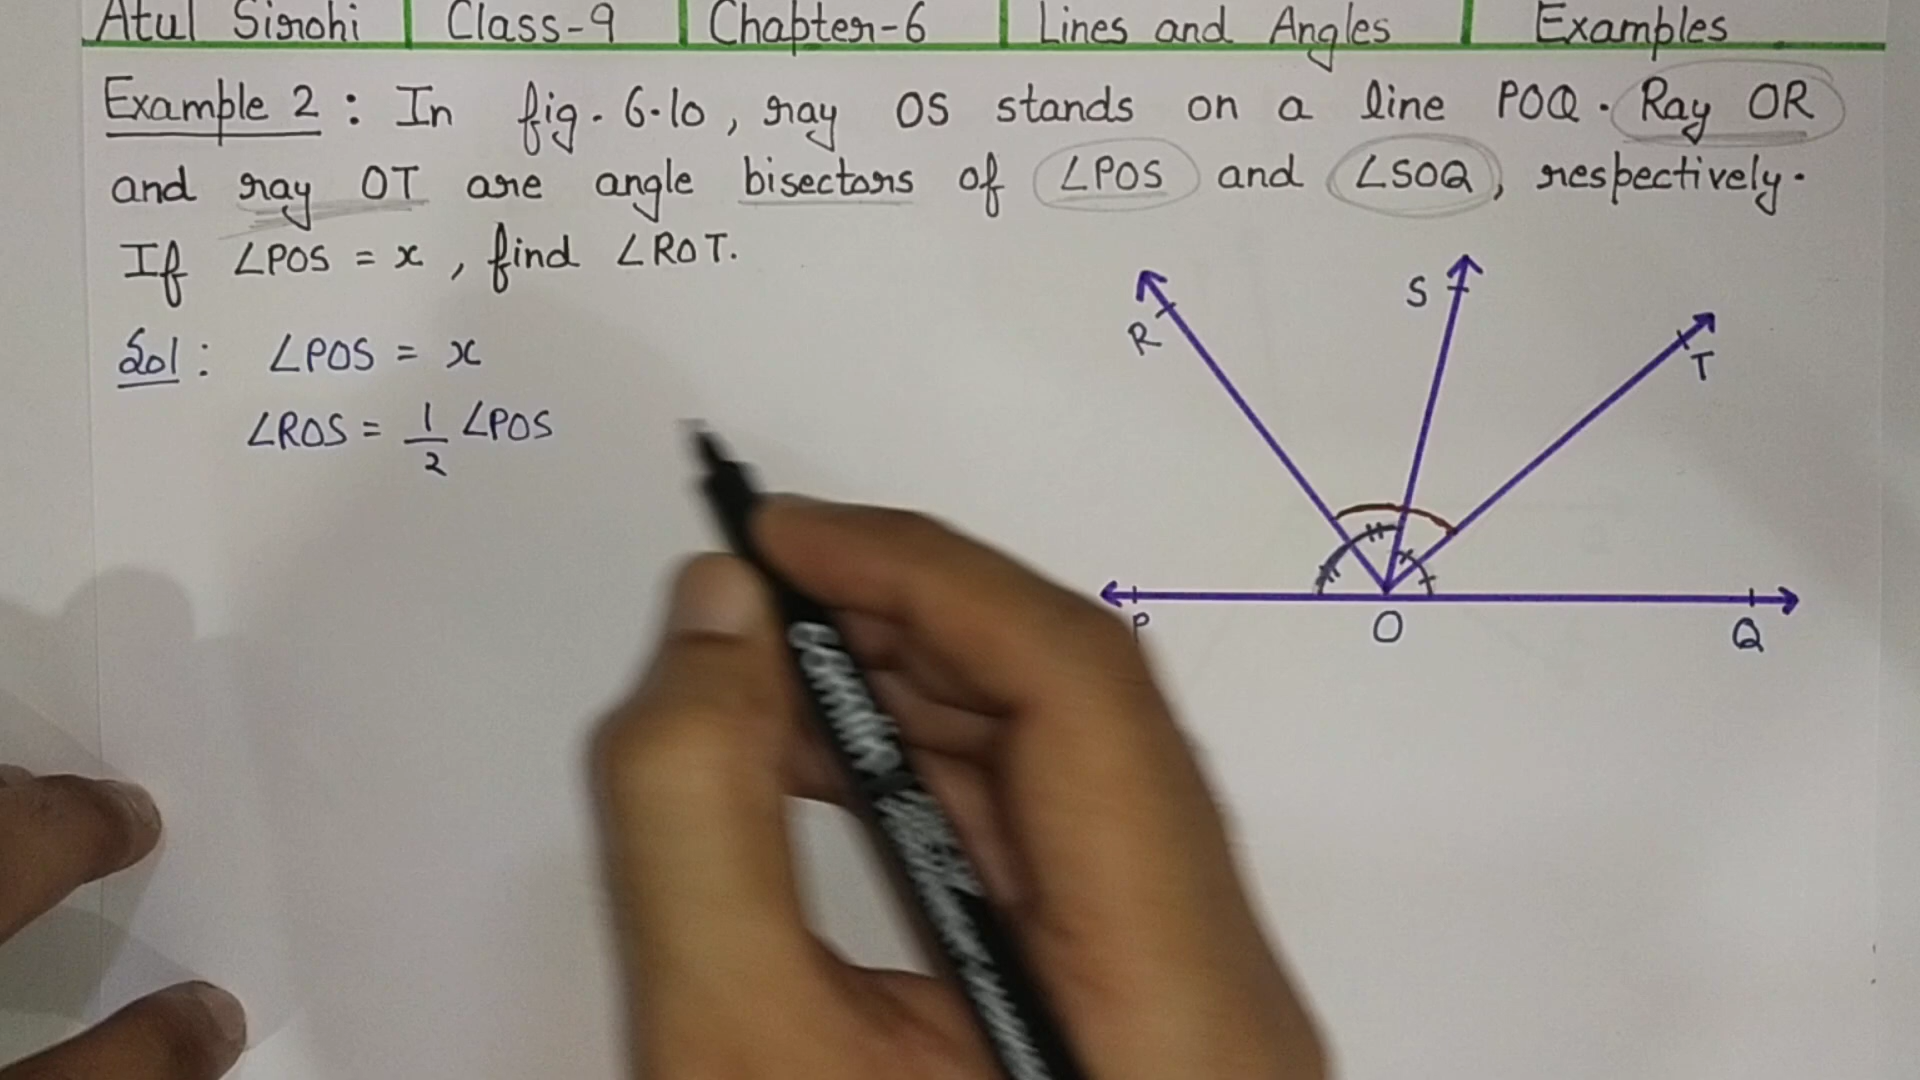 Atul Sirohi Class-9 Chapter-6 Lines and Angles Examples
Example 2 : In fig. 6.10, ray OS stands on a line POQ. Ray OR
and ray OT are angle bisectors of ∠POS and ∠SOQ, respectively.
If ∠POS = x, find ∠ROT.
Sol : ∠POS = x
∠ROS = 1/2 ∠POS
R
S
T
P
O
Q